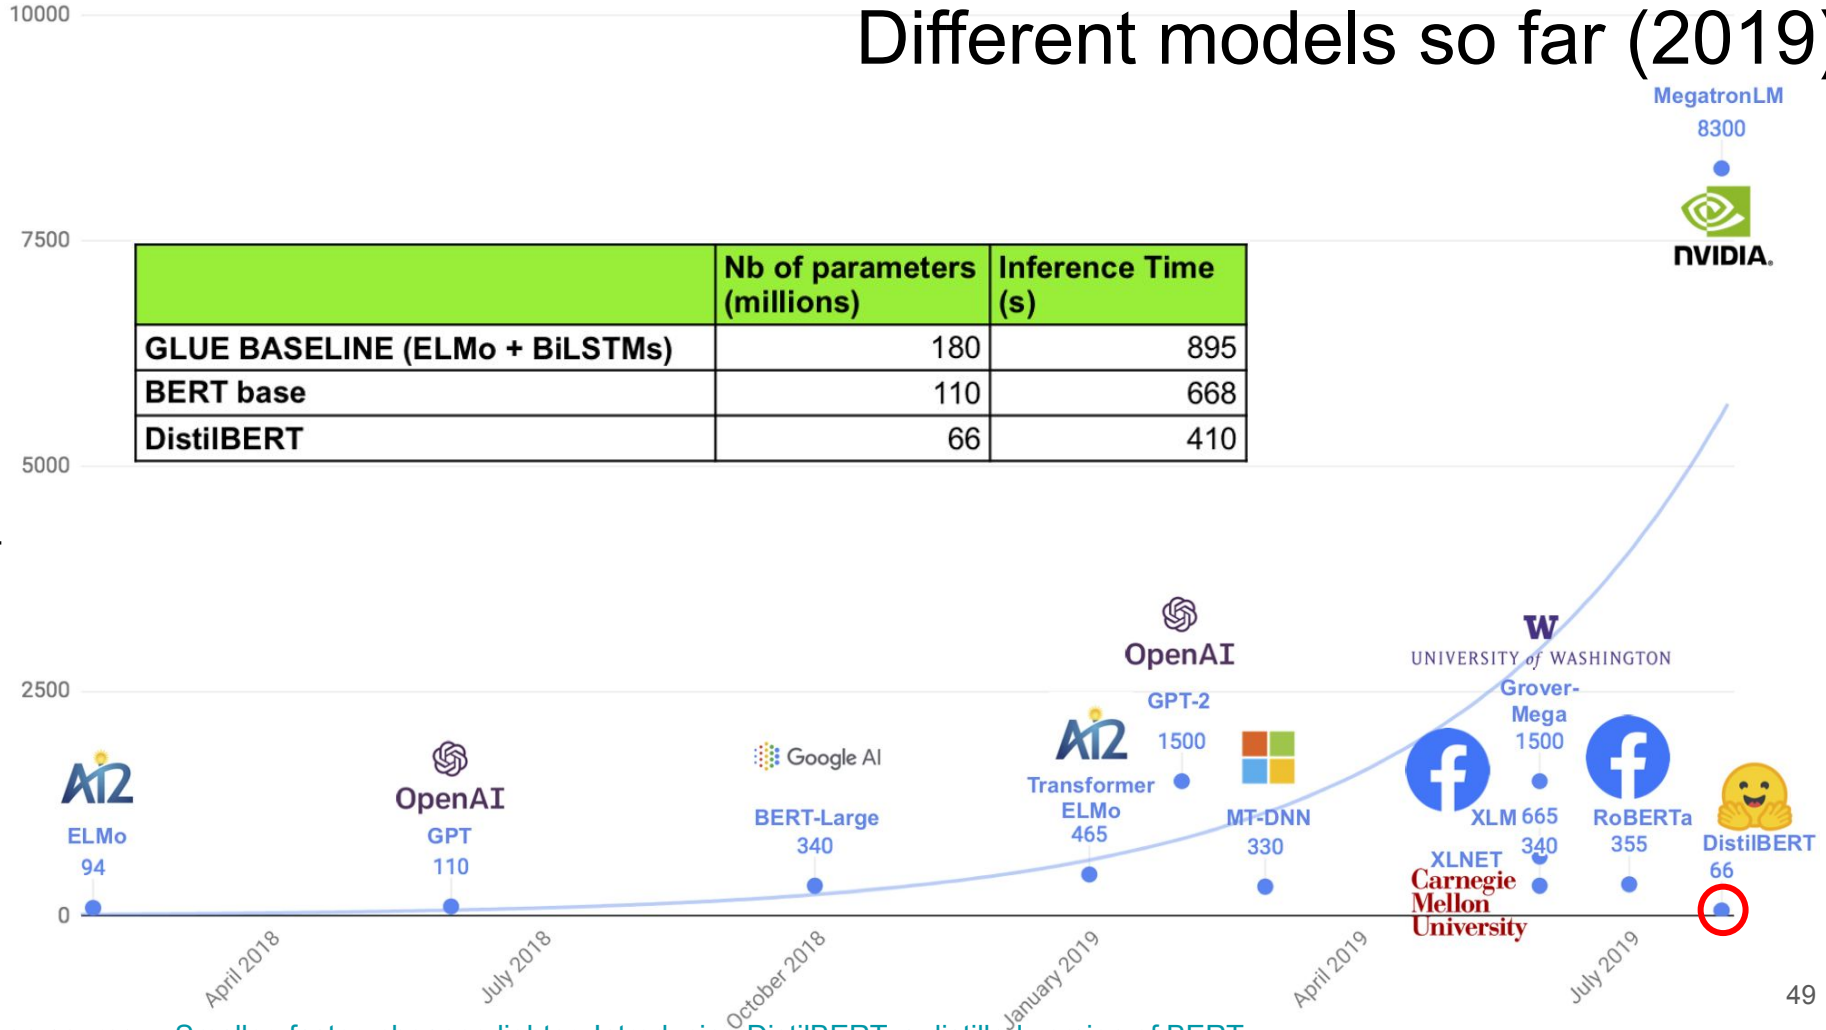 Different models so far (2019)
10000
7500
5000
2500
0
MegatronLM
8300
NVIDIA.
Nb of parameters (millions)
Inference Time (s)
GLUE BASELINE (ELMo + BiLSTMs) 180 895
BERT base 110 668
DistilBERT 66 410
AI2
ELMo
94
OpenAI
GPT
110
Google AI
BERT-Large
340
AI2
Transformer
ELMo
465
OpenAI
GPT-2
1500
MT-DNN
330
W
UNIVERSITY of WASHINGTON
Grover-
Mega
1500
XLM 665
XLNET 340
Carnegie
Mellon
University
RoBERTa
355
DistilBERT
66
April 2018
July 2018
October 2018
January 2019
April 2019
July 2019
49